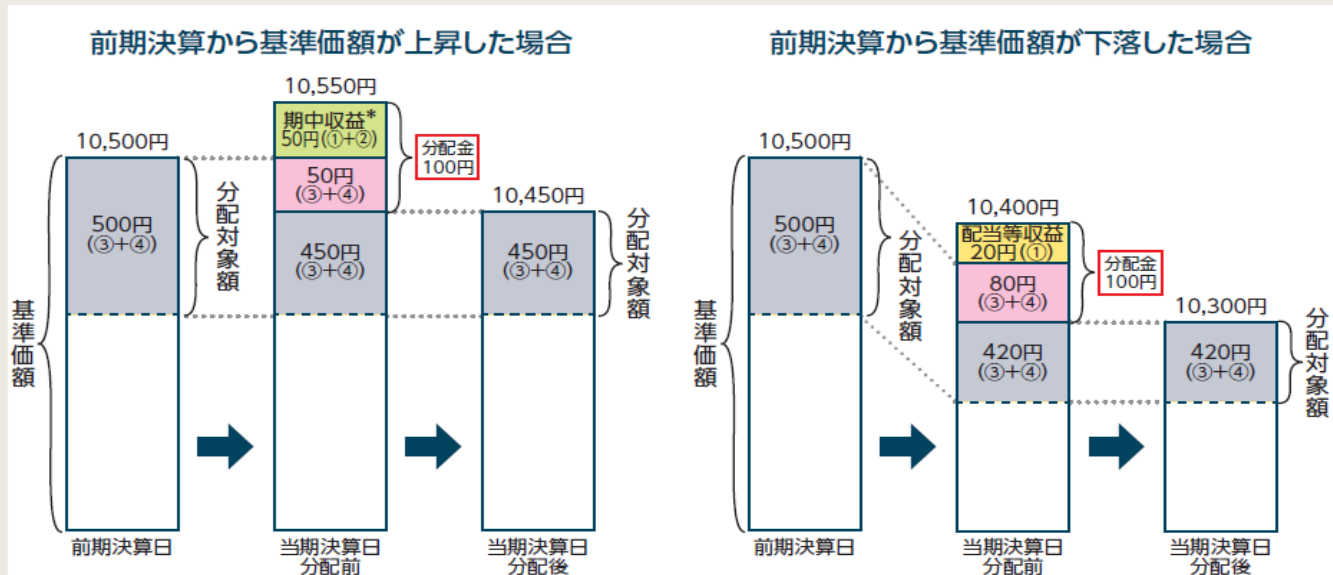 前期決算から基準価額が上昇した場合
10,500円
500円
(③+④)
分配対象額
基準価額
前期決算日
10,550円
期中収益*
50円(①+②)
50円
(③+④)
450円
(③+④)
分配金
100円
当期決算日
分配前
10,450円
450円
(③+④)
分配対象額
当期決算日
分配後
前期決算から基準価額が下落した場合
10,500円
500円
(③+④)
分配対象額
基準価額
前期決算日
10,400円
配当等収益
20円(①)
80円
(③+④)
420円
(③+④)
分配金
100円
当期決算日
分配前
10,300円
420円
(③+④)
分配対象額
当期決算日
分配後